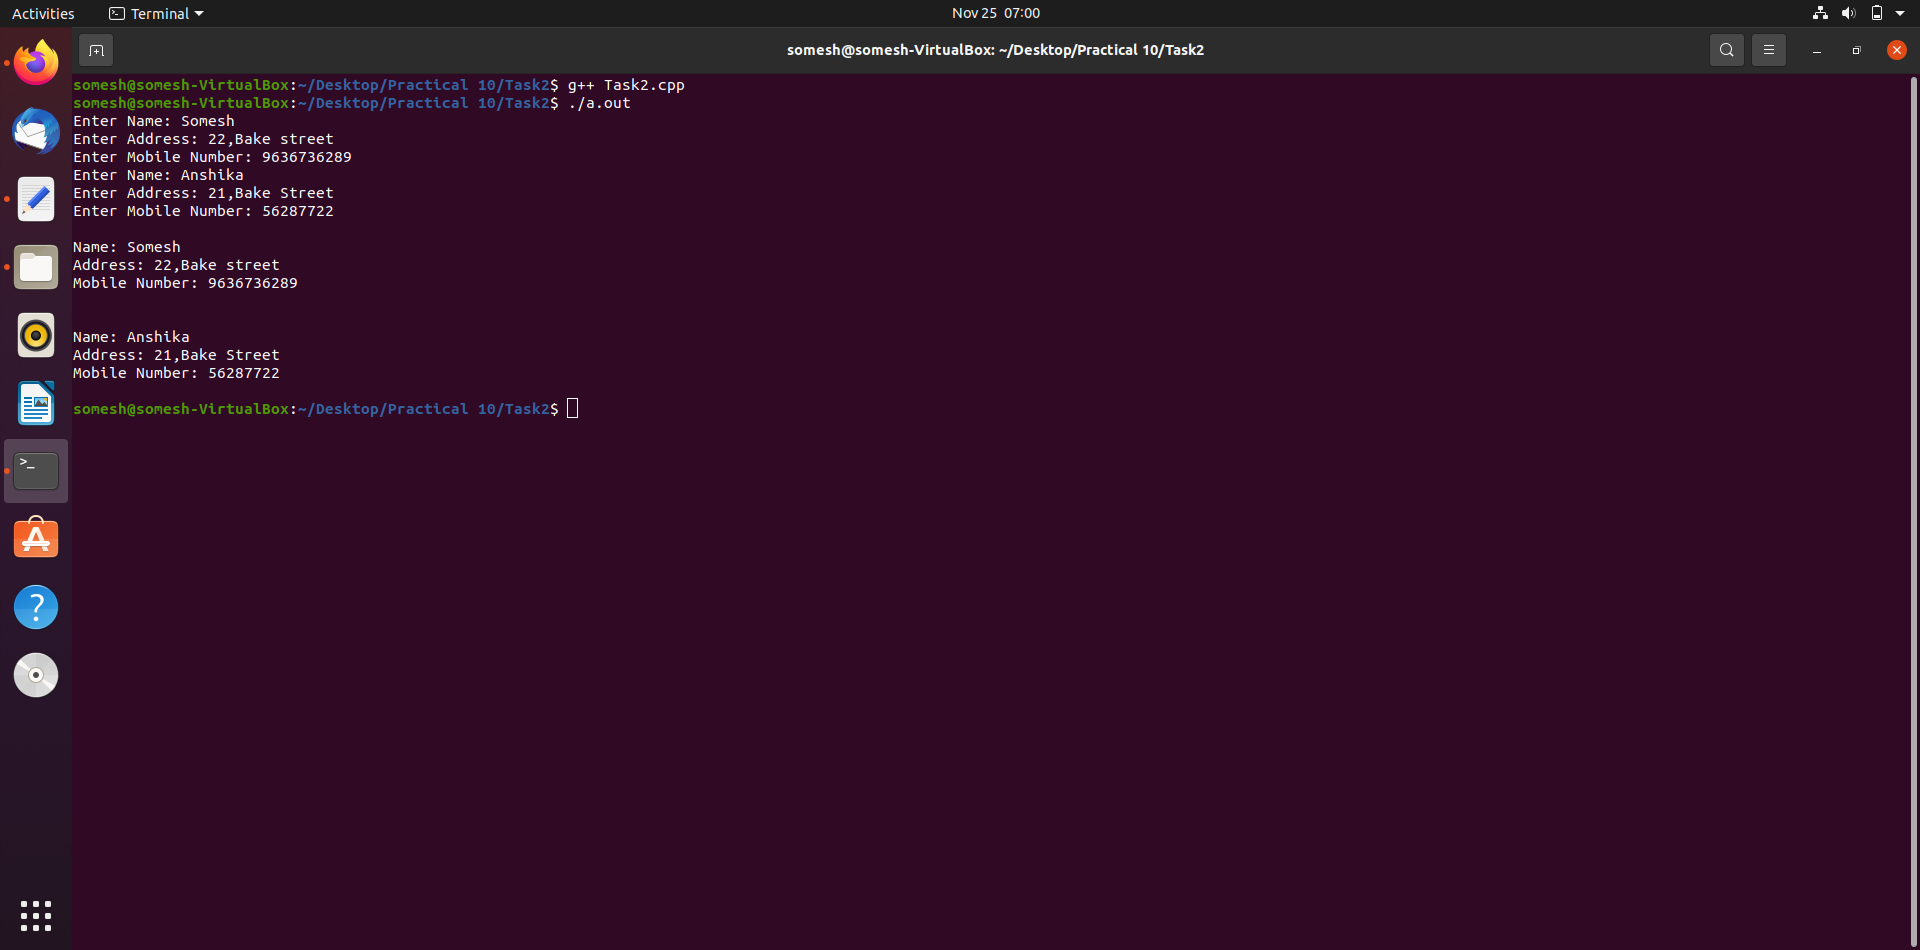 Activities
Terminal
Nov 25 07:00
somesh@somesh-VirtualBox: ~/Desktop/Practical 10/Task2
somesh@somesh-VirtualBox:~/Desktop/Practical 10/Task2$ g++ Task2.cpp
somesh@somesh-VirtualBox:~/Desktop/Practical 10/Task2$ ./a.out
Enter Name: Somesh
Enter Address: 22,Bake street
Enter Mobile Number: 9636736289
Enter Name: Anshika
Enter Address: 21,Bake Street
Enter Mobile Number: 56287722
Name: Somesh
Address: 22,Bake street
Mobile Number: 9636736289
Name: Anshika
Address: 21,Bake Street
Mobile Number: 56287722
somesh@somesh-VirtualBox:~/Desktop/Practical 10/Task2$